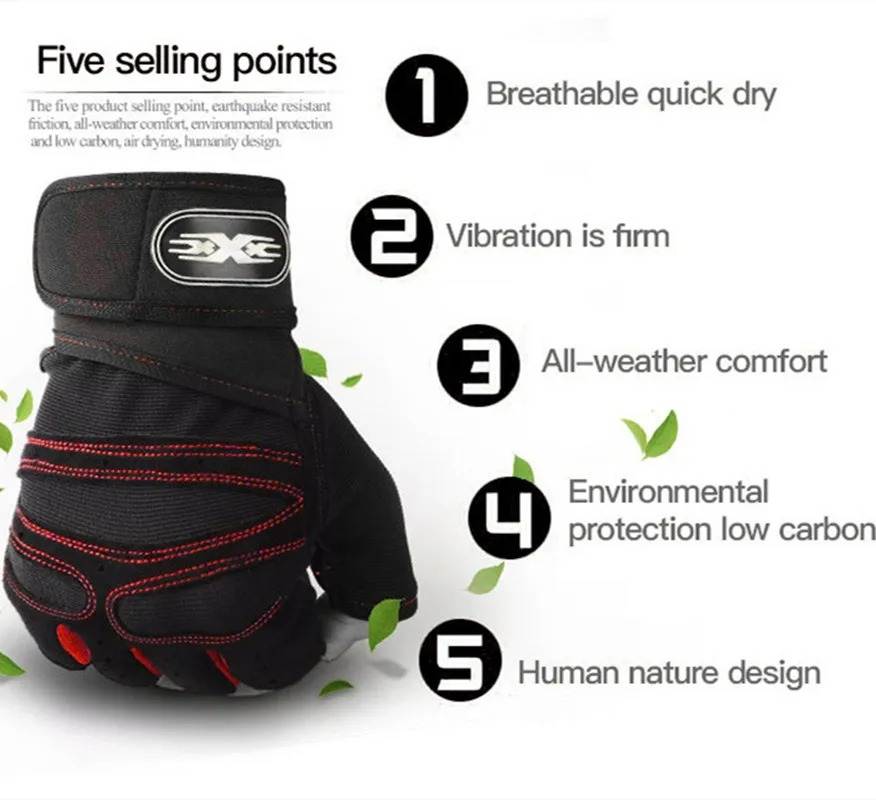 Five selling points
The five product selling point, earthquake resistant
friction, all-weather comfort, environmental protection
and low carbon, air drying, humanity design.
1 Breathable quick dry
XXX
2 Vibration is firm
3 All-weather comfort
4 Environmental
protection low carbon
5 Human nature design